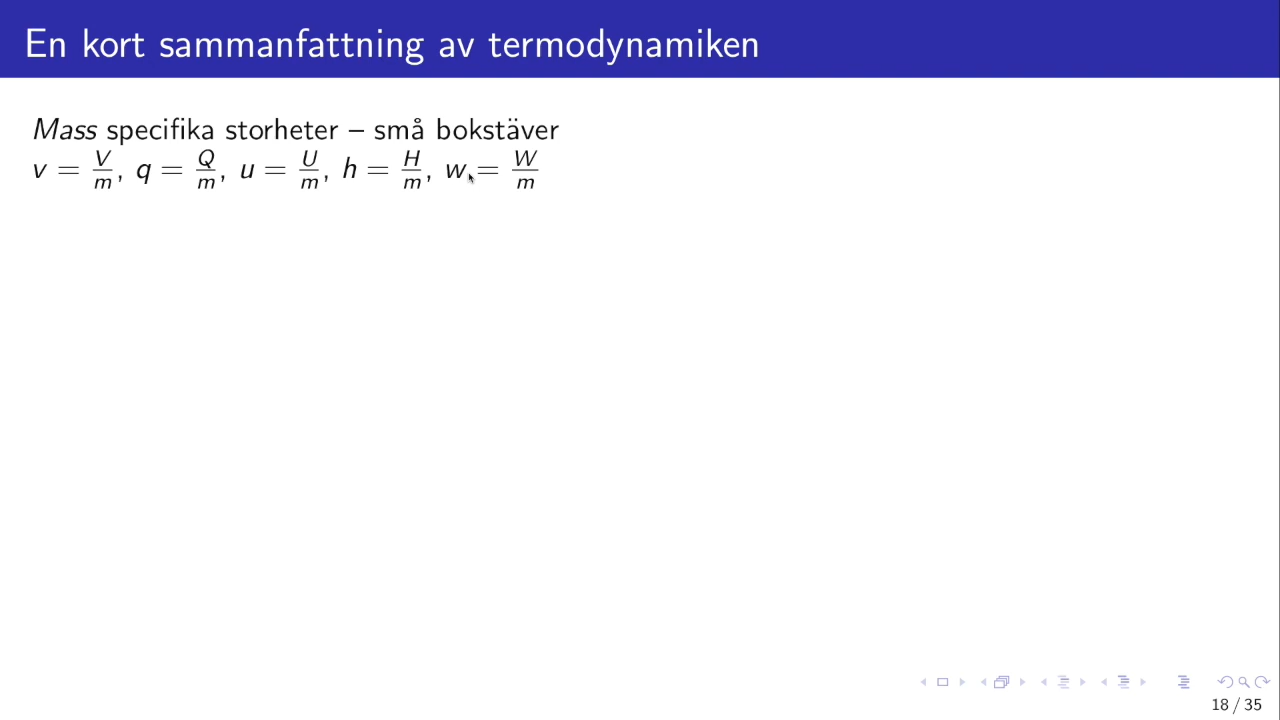 En kort sammanfattning av termodynamiken
Mass specifika storheter – små bokstäver
v = V/m, q = Q/m, u = U/m, h = H/m, w = W/m
18 / 35